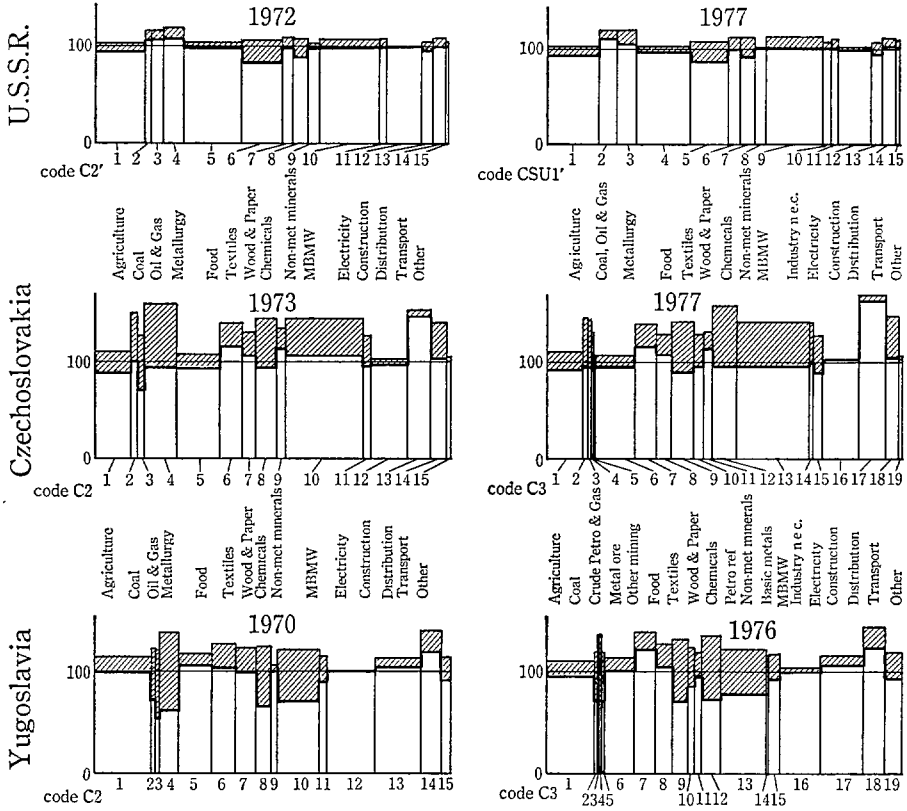 U.S.S.R.
1972
100
0
1 2 3 4 5 6 7 8 9 10 11 12 13 14 15
code C2′
Agriculture
Coal
Oil & Gas
Metallurgy
Food
Textiles
Wood & Paper
Chemicals
Non-met minerals
MBMW
Electricity
Construction
Distribution
Transport
Other
1977
100
0
1 2 3 4 5 6 7 8 9 10 11 12 13 14 15
code CSU1′
Agriculture
Coal, Oil & Gas
Metallurgy
Food
Textiles
Wood & Paper
Chemicals
Non-met minerals
MBMW
Industry n e.c.
Electricity
Construction
Distribution
Transport
Other
Czechoslovakia
1973
100
0
1 2 3 4 5 6 7 8 9 10 11 12 13 14 15
code C2
Agriculture
Coal
Oil & Gas
Metallurgy
Food
Textiles
Wood & Paper
Chemicals
Non-met minerals
MBMW
Electricity
Construction
Distribution
Transport
Other
1977
100
0
1 2 3 4 5 6 7 8 9 10 11 12 13 14 15 16 17 18 19
code C3
Agriculture
Coal
Crude Petro & Gas
Metal ore
Other mining
Food
Textiles
Wood & Paper
Chemicals
Petro ref
Non-met minerals
Basic metals
MBMW
Industry n e c.
Electricity
Construction
Distribution
Transport
Other
Yugoslavia
1970
100
0
1 2 3 4 5 6 7 8 9 10 11 12 13 14 15
code C2
1976
100
0
1 6 7 8 9 11 12 13 16 17 18 19
2 3 4 5 10 14 15
code C3